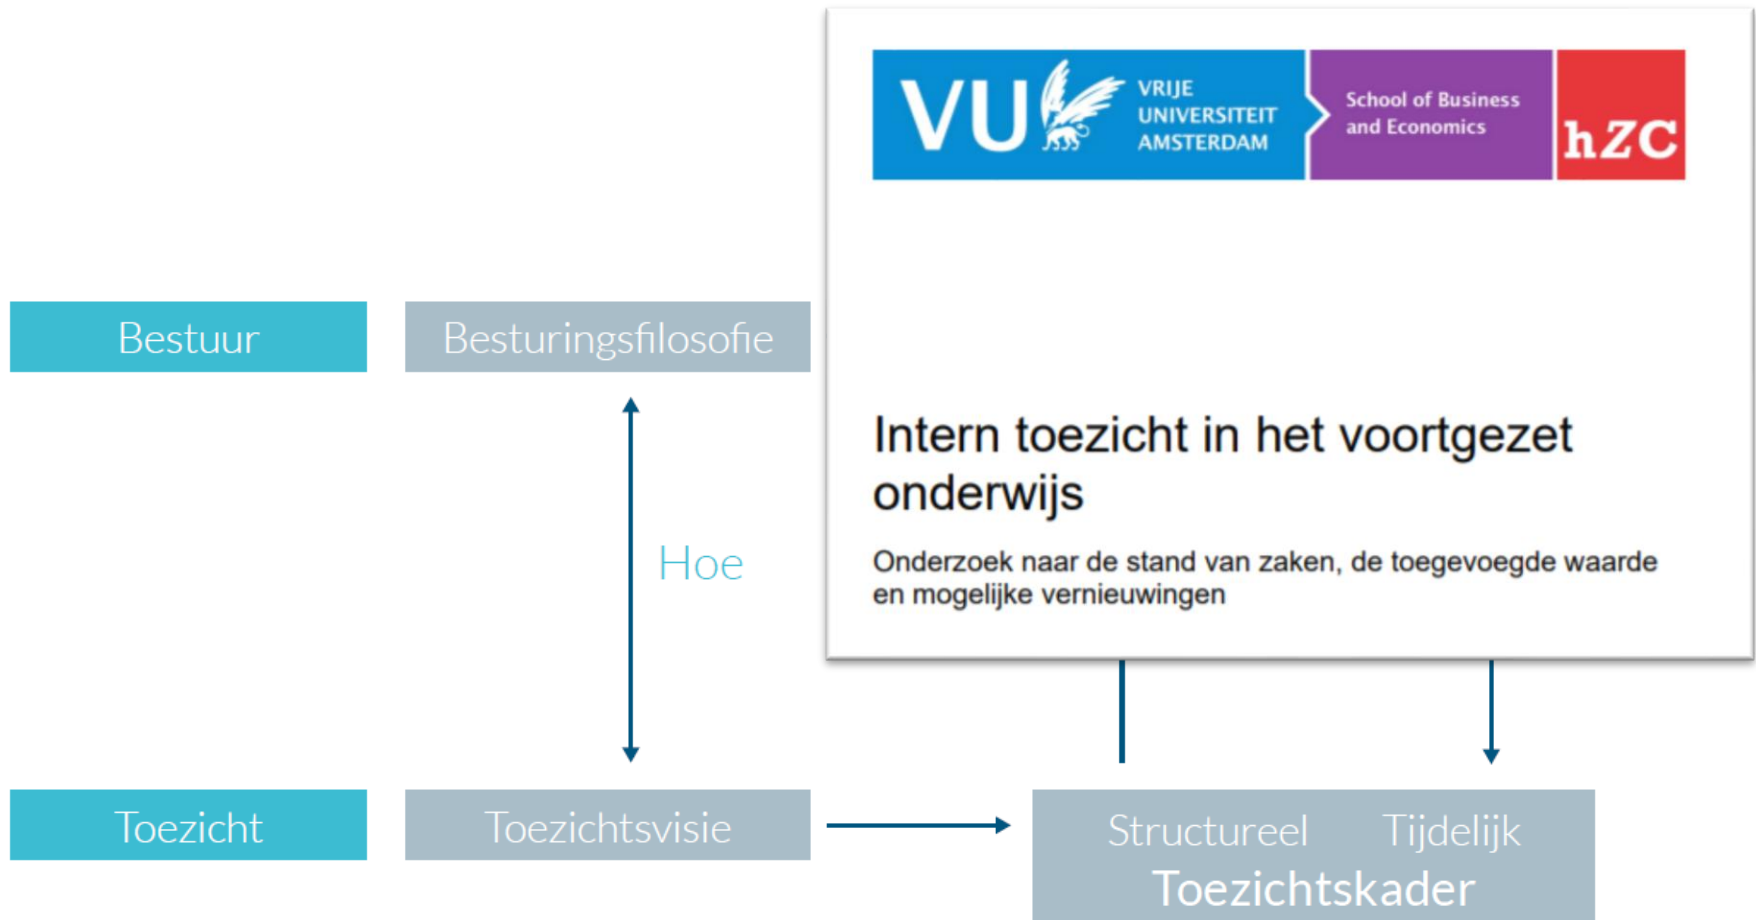 VU
VRIJE
UNIVERSITEIT
AMSTERDAM
School of Business
and Economics
hZC
Bestuur
Besturingsfilosofie
Intern toezicht in het voortgezet
onderwijs
Onderzoek naar de stand van zaken, de toegevoegde waarde
en mogelijke vernieuwingen
Hoe
Toezicht
Toezichtsvisie
Structureel Tijdelijk
Toezichtskader